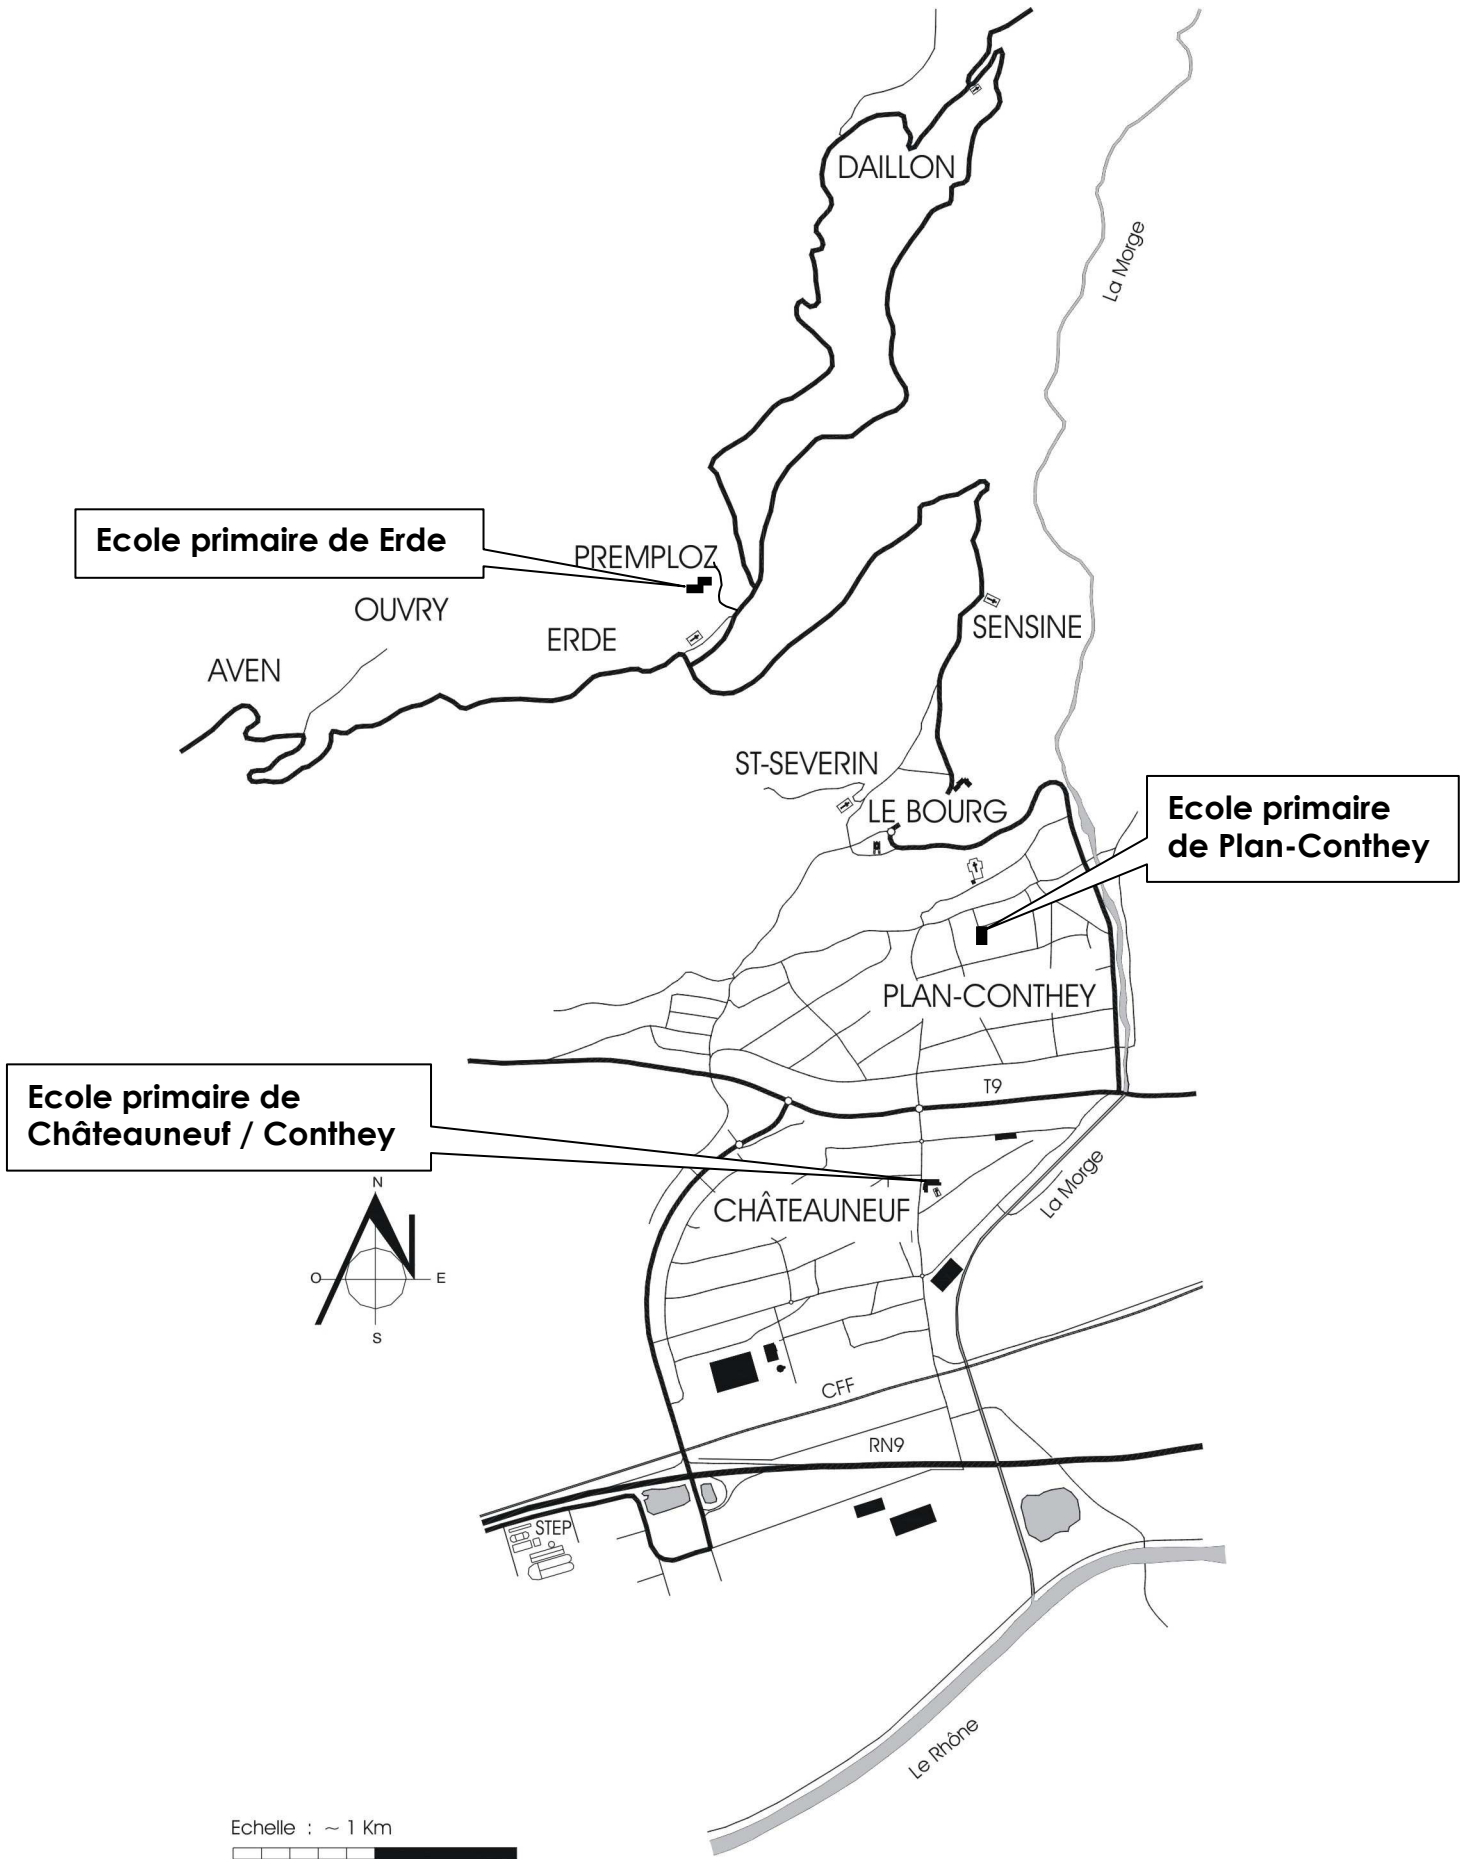 DAILLON
La Morge
Ecole primaire de Erde
PREMPLOZ
OUVRY
ERDE
SENSINE
AVEN
ST-SEVERIN
LE BOURG
Ecole primaire
de Plan-Conthey
PLAN-CONTHEY
T9
Ecole primaire de
Châteauneuf / Conthey
La Morge
CHÂTEAUNEUF
N
O
E
S
CFF
RN9
STEP
Le Rhône
Echelle : ~ 1 Km